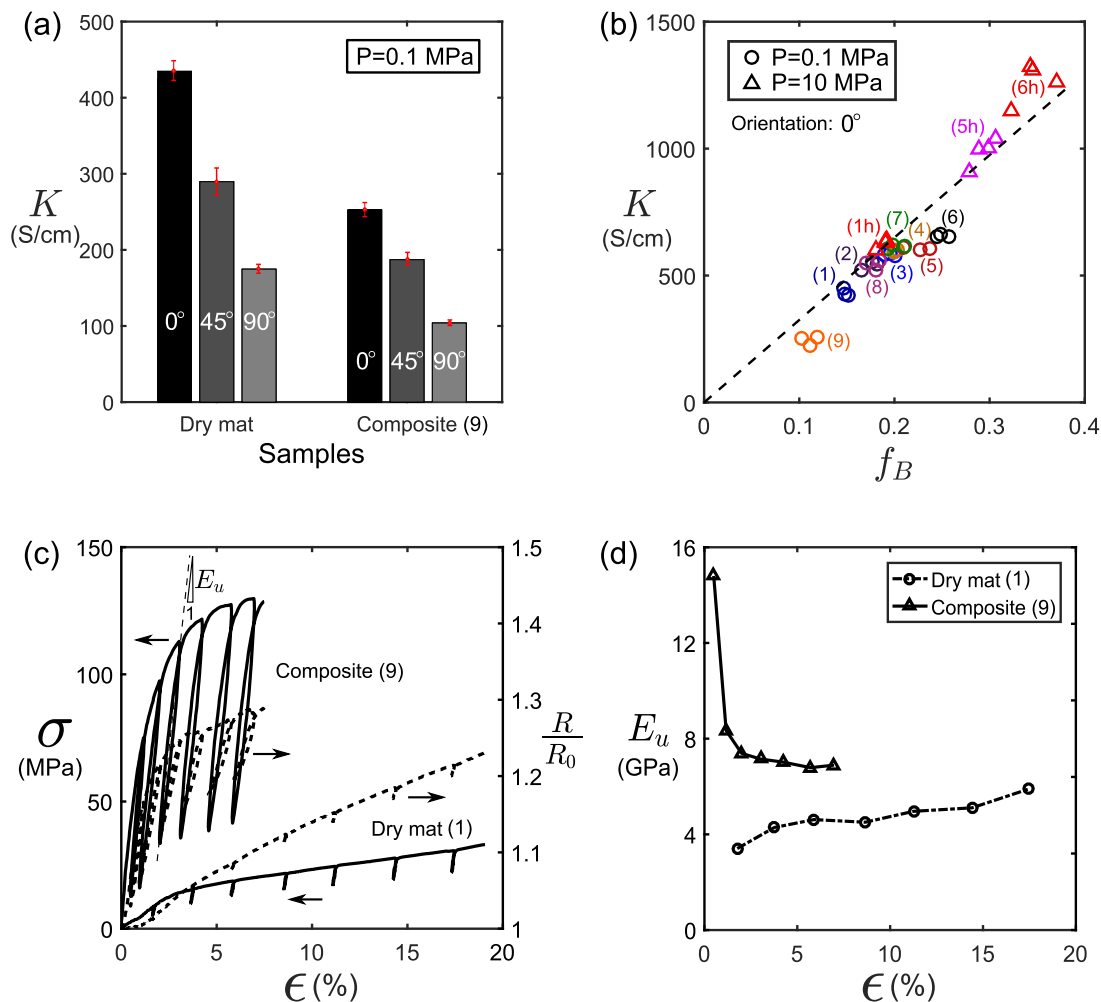 (a)
500
400
300
200
100
0
K
(S/cm)
P=0.1 MPa
0°
45°
90°
0°
45°
90°
Dry mat
Composite (9)
Samples
(b)
1500
1000
500
0
K
(S/cm)
P=0.1 MPa
P=10 MPa
Orientation: 0°
(6h)
(5h)
(1h)
(7)
(4)
(6)
(2)
(1)
(8)
(3)
(5)
(9)
0
0.1
0.2
0.3
0.4
f_B
(c)
150
100
50
0
σ
(MPa)
E_u
1
Composite (9)
Dry mat (1)
1.5
1.4
1.3
1.2
1.1
1
R
R_0
0
5
10
15
20
ϵ (%)
(d)
16
12
8
4
0
E_u
(GPa)
Dry mat (1)
Composite (9)
0
5
10
15
20
ϵ (%)